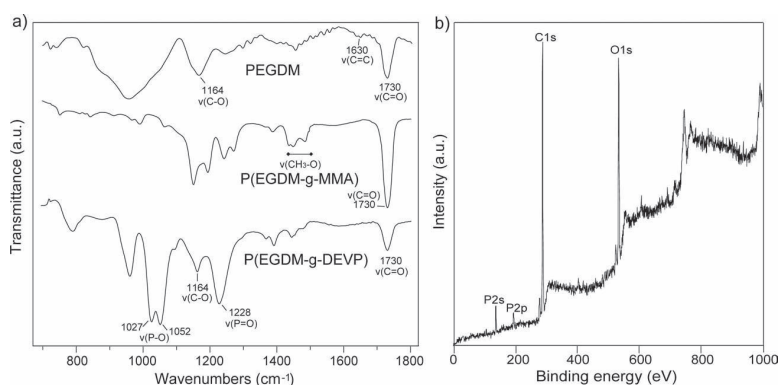 a)
1630
ν(C=C)
PEGDM
1164
ν(C-O)
1730
ν(C=O)
ν(CH₃-O)
P(EGDM-g-MMA)
ν(C=O)
1730
P(EGDM-g-DEVP)
1730
ν(C=O)
1164
ν(C-O)
1228
ν(P=O)
1027
1052
ν(P-O)
Transmittance (a.u.)
800 1000 1200 1400 1600 1800
Wavenumbers (cm⁻¹)
b)
C1s
O1s
P2s
P2p
Intensity (a.u.)
0 200 400 600 800 1000
Binding energy (eV)